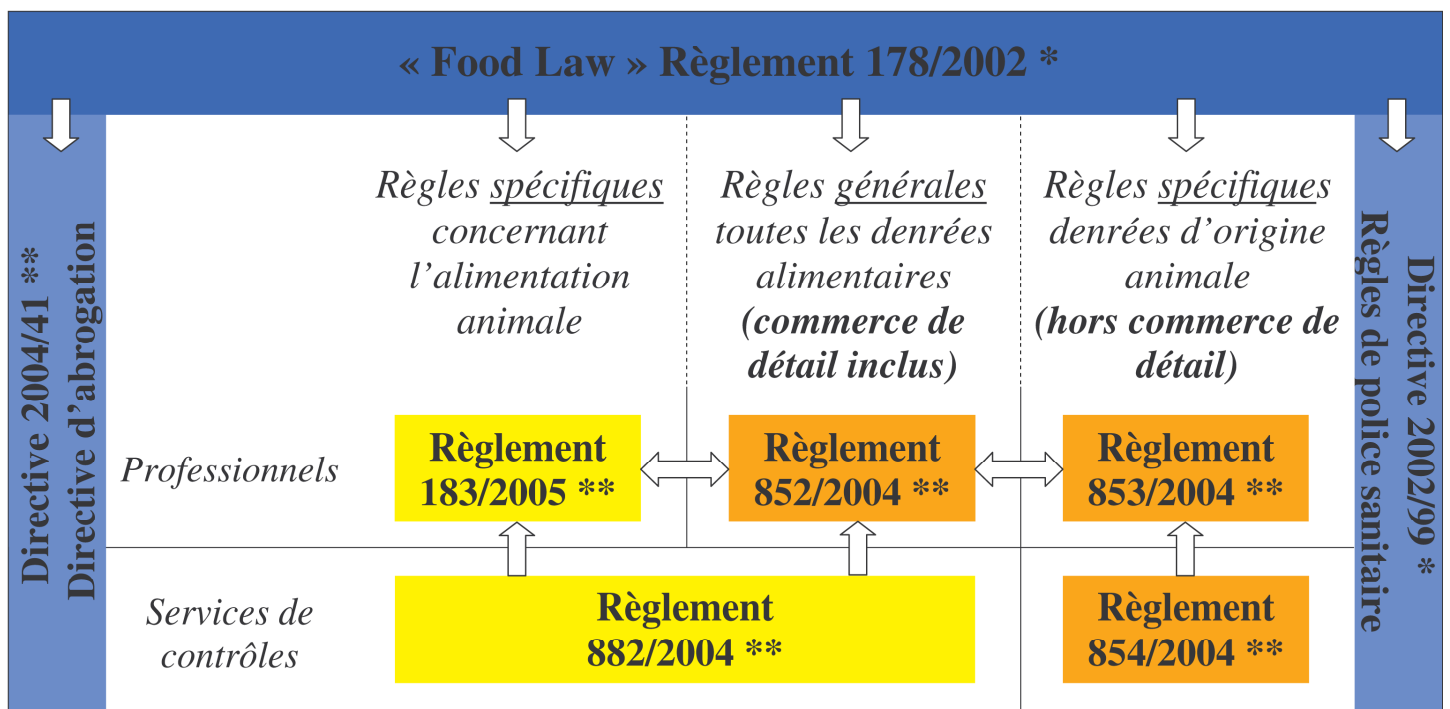 « Food Law » Règlement 178/2002 *
Directive 2004/41 **
Directive d’abrogation
Règles spécifiques
concernant
l’alimentation
animale
Règles générales
toutes les denrées
alimentaires
(commerce de
détail inclus)
Règles spécifiques
denrées d’origine
animale
(hors commerce de
détail)
Directive 2002/99 *
Règles de police sanitaire
Professionnels
Règlement
183/2005 **
Règlement
852/2004 **
Règlement
853/2004 **
Services de
contrôles
Règlement
882/2004 **
Règlement
854/2004 **